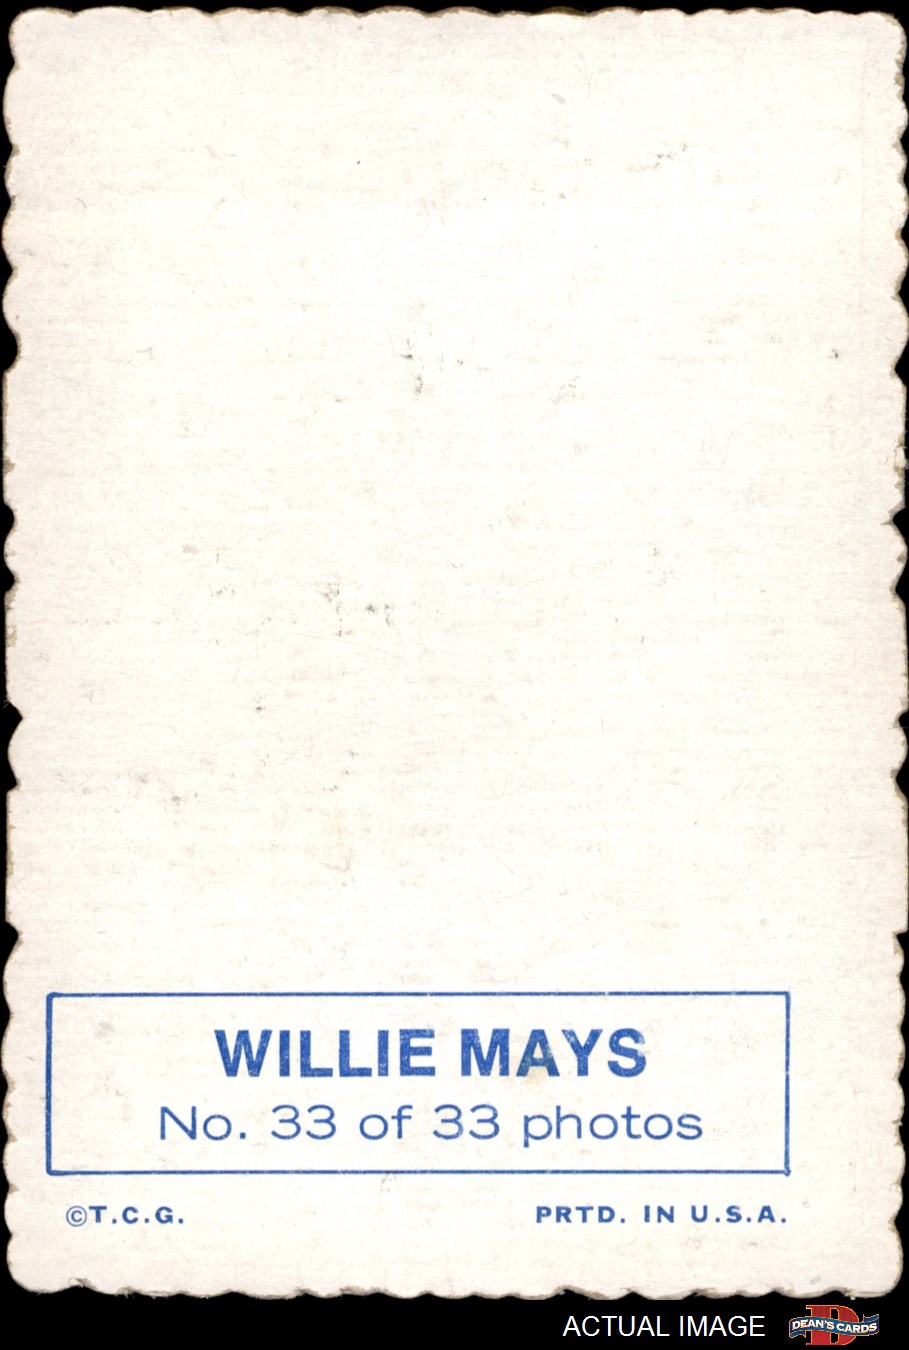 WILLIE MAYS
No. 33 of 33 photos
©T.C.G. PRTD. IN U.S.A.
ACTUAL IMAGE DEAN'S CARDS